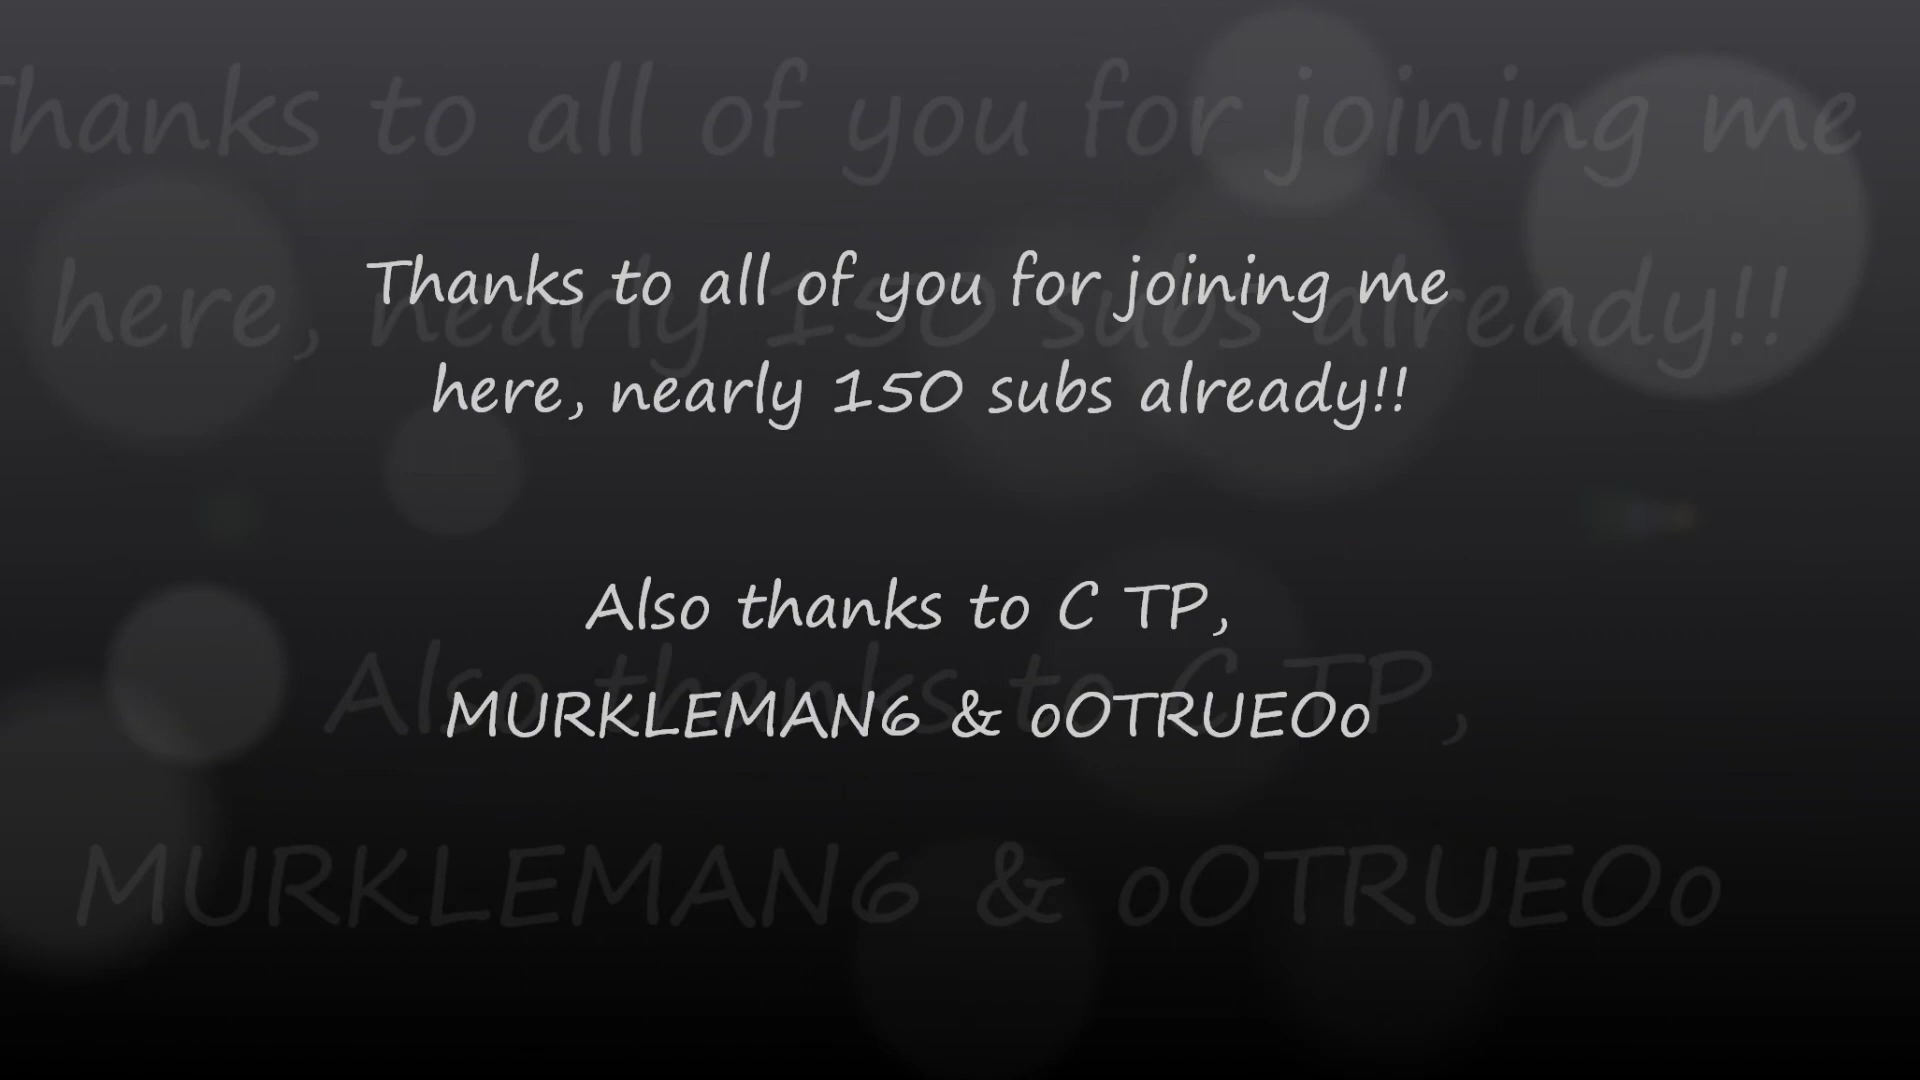 Thanks to all of you for joining me
here, nearly 150 subs already!!
Also thanks to C TP,
MURKLEMAN6 & oOTRUEOo